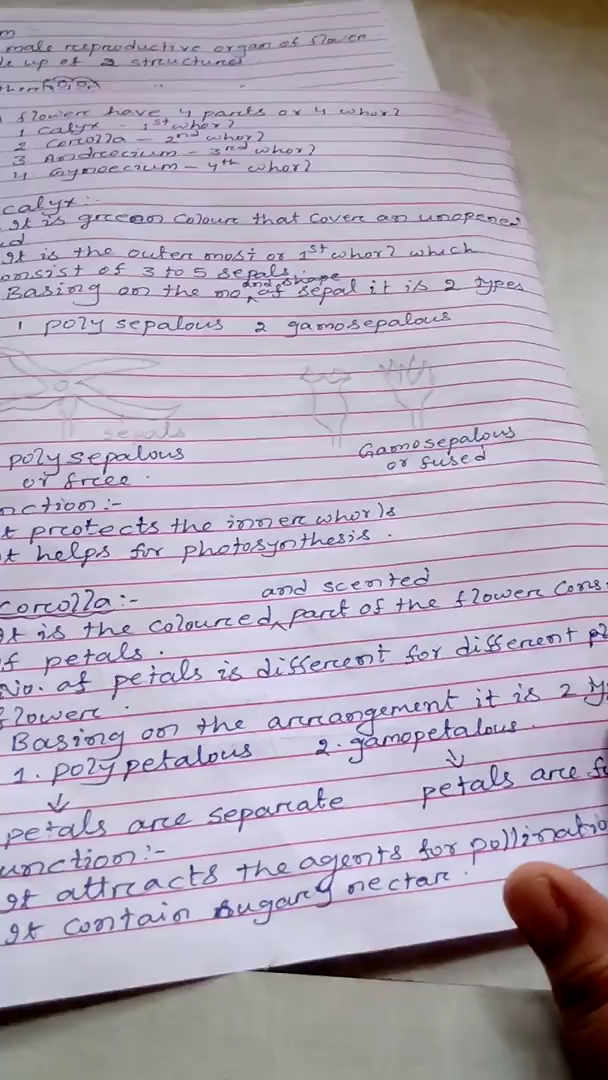 m
male reproductive organ of flower
de up of 2 structures
flowers have 4 parts or 4 whorl
1 Calyx - 1st whorl
2 Corolla - 2nd whorl
3 Androecium - 3rd whorl
4 Gynoecium - 4th whorl
calyx:-
It is green colour that cover an unopened
It is the outer most or 1st whorl which
onsist of 3 to 5 sepals.
and shape
Basing on the no. of sepal it is 2 types
1 poly sepalous 2 gamosepalous
sepals
poly sepalous
or free.
Gamosepalous
or fused
nction:-
t protects the inner whorls
t helps for photosynthesis.
and scented
Corolla:-
It is the coloured part of the flower cons
f petals.
No. of petals is different for different pl
flower.
Basing on the arrangement it is 2 ty
1. polypetalous 2. gamopetalous.
↓ ↓
petals are separate petals are fu
unction:-
It attracts the agents for pollinatio
It contain sugary nectar.